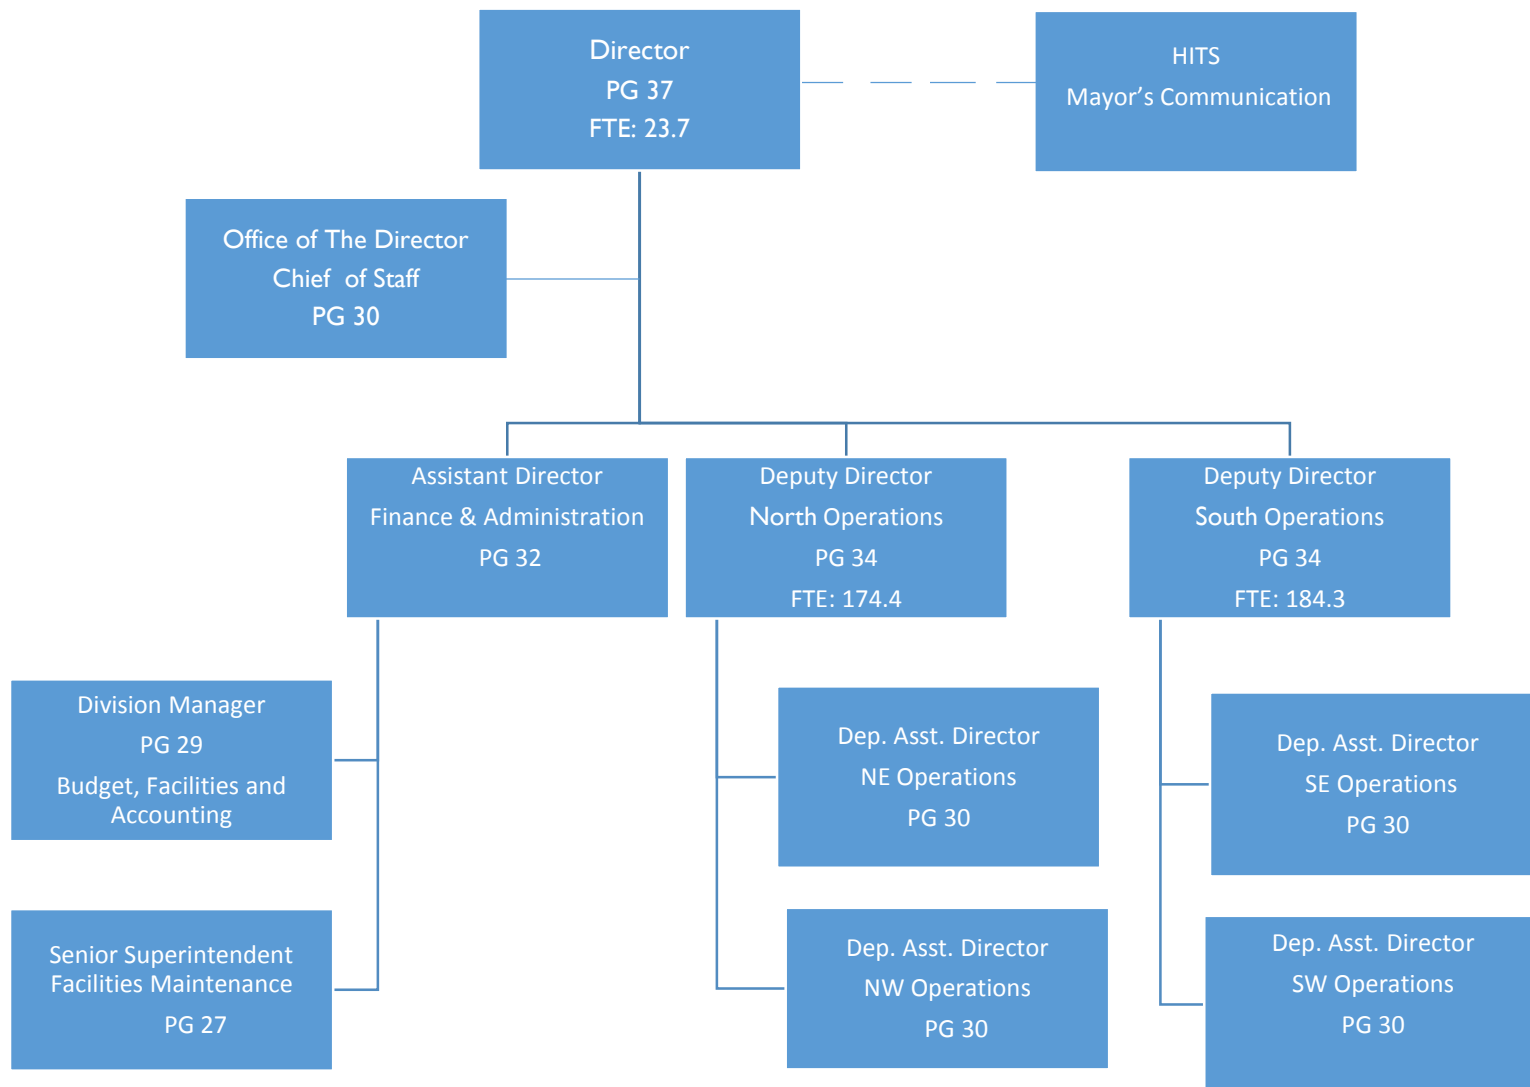 Director
PG 37
FTE: 23.7
HITS
Mayor’s Communication
Office of The Director
Chief of Staff
PG 30
Assistant Director
Finance & Administration
PG 32
Deputy Director
North Operations
PG 34
FTE: 174.4
Deputy Director
South Operations
PG 34
FTE: 184.3
Division Manager
PG 29
Budget, Facilities and
Accounting
Dep. Asst. Director
NE Operations
PG 30
Dep. Asst. Director
SE Operations
PG 30
Senior Superintendent
Facilities Maintenance
PG 27
Dep. Asst. Director
NW Operations
PG 30
Dep. Asst. Director
SW Operations
PG 30